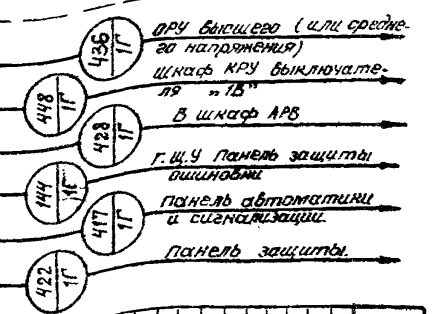 436
1Г
ОРУ высшего (или средне-
го напряжения)
шкаф КРУ выключате-
ля „1В"
448
1Г
428
1Г
В шкаф АРВ
Г.Щ.У панель защиты
ошиновки
144
1Г
панель автоматики
и сигнализации
417
1Г
панель защиты.
422
1Г